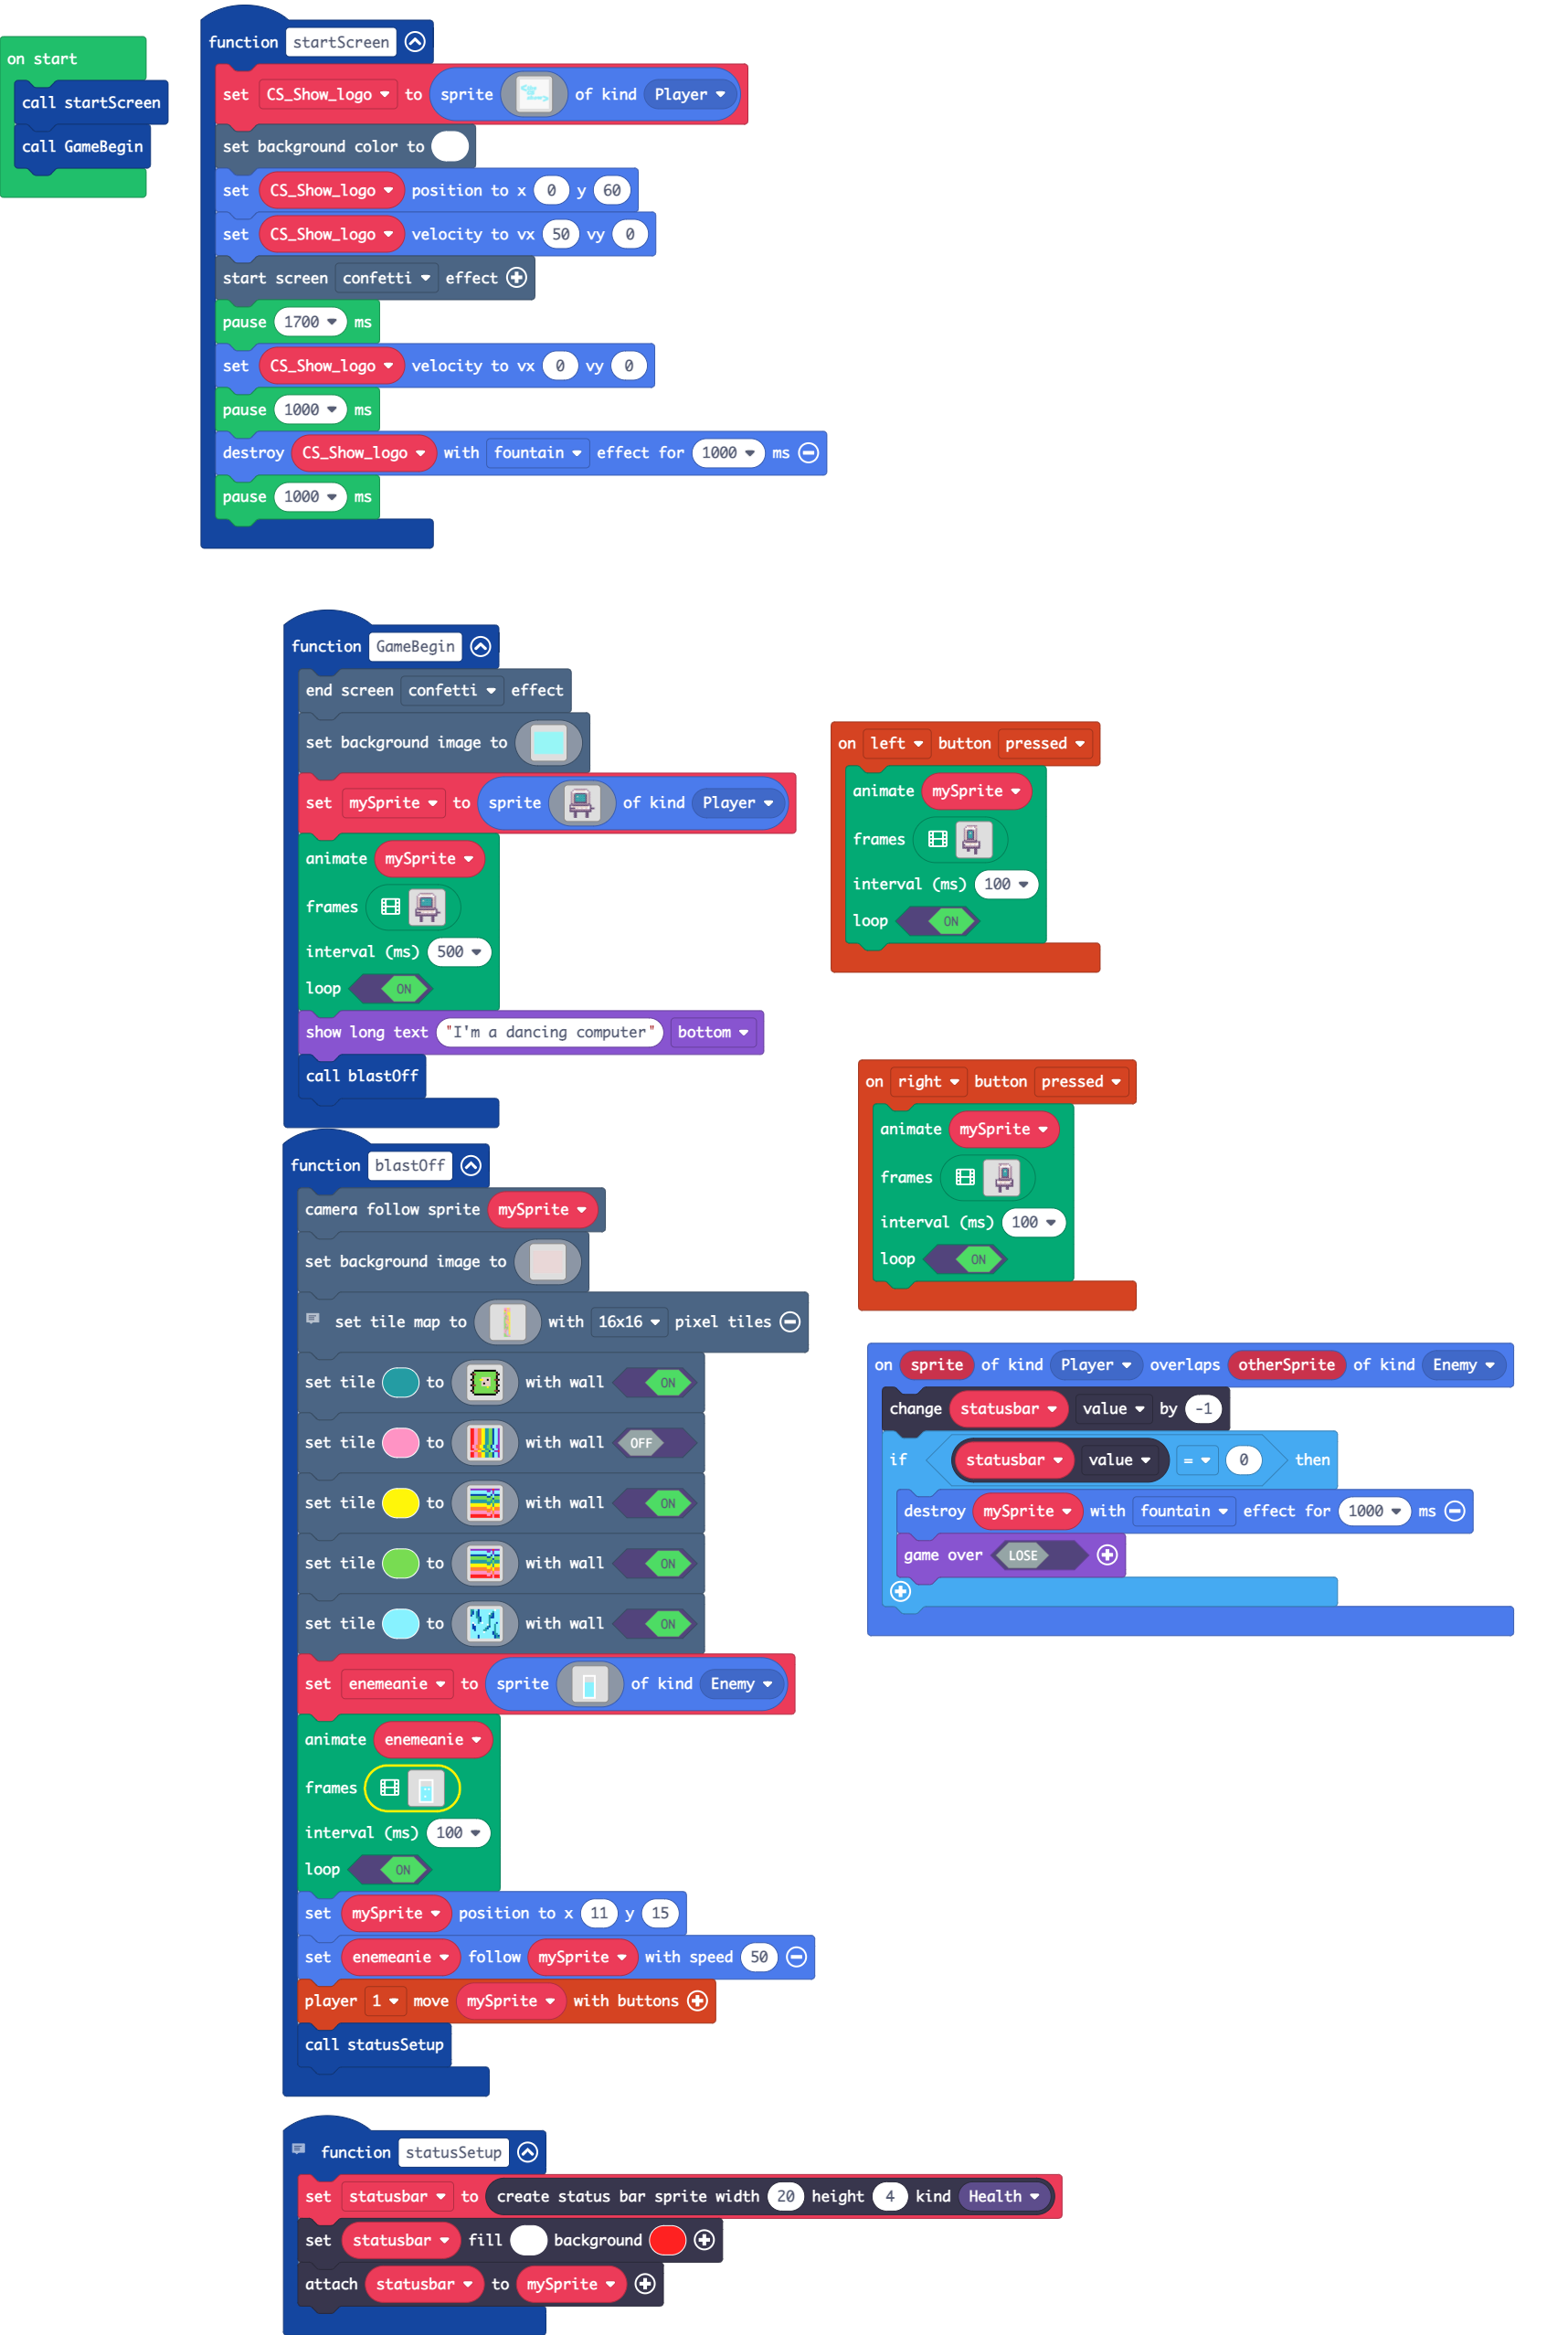 on start
call startScreen
call GameBegin
function startScreen
set CS_Show_logo to sprite of kind Player
set background color to
set CS_Show_logo position to x 0 y 60
set CS_Show_logo velocity to vx 50 vy 0
start screen confetti effect
pause 1700 ms
set CS_Show_logo velocity to vx 0 vy 0
pause 1000 ms
destroy CS_Show_logo with fountain effect for 1000 ms
pause 1000 ms
function GameBegin
end screen confetti effect
set background image to
set mySprite to sprite of kind Player
animate mySprite
frames
interval (ms) 500
loop ON
show long text "I'm a dancing computer" bottom
call blastOff
on left button pressed
animate mySprite
frames
interval (ms) 100
loop ON
on right button pressed
animate mySprite
frames
interval (ms) 100
loop ON
function blastOff
camera follow sprite mySprite
set background image to
set tile map to with 16x16 pixel tiles
set tile to with wall ON
set tile to with wall OFF
set tile to with wall ON
set tile to with wall ON
set tile to with wall ON
set enemeanie to sprite of kind Enemy
animate enemeanie
frames
interval (ms) 100
loop ON
set mySprite position to x 11 y 15
set enemeanie follow mySprite with speed 50
player 1 move mySprite with buttons
call statusSetup
on sprite of kind Player overlaps otherSprite of kind Enemy
change statusbar value by -1
if statusbar value = 0 then
destroy mySprite with fountain effect for 1000 ms
game over LOSE
function statusSetup
set statusbar to create status bar sprite width 20 height 4 kind Health
set statusbar fill background
attach statusbar to mySprite